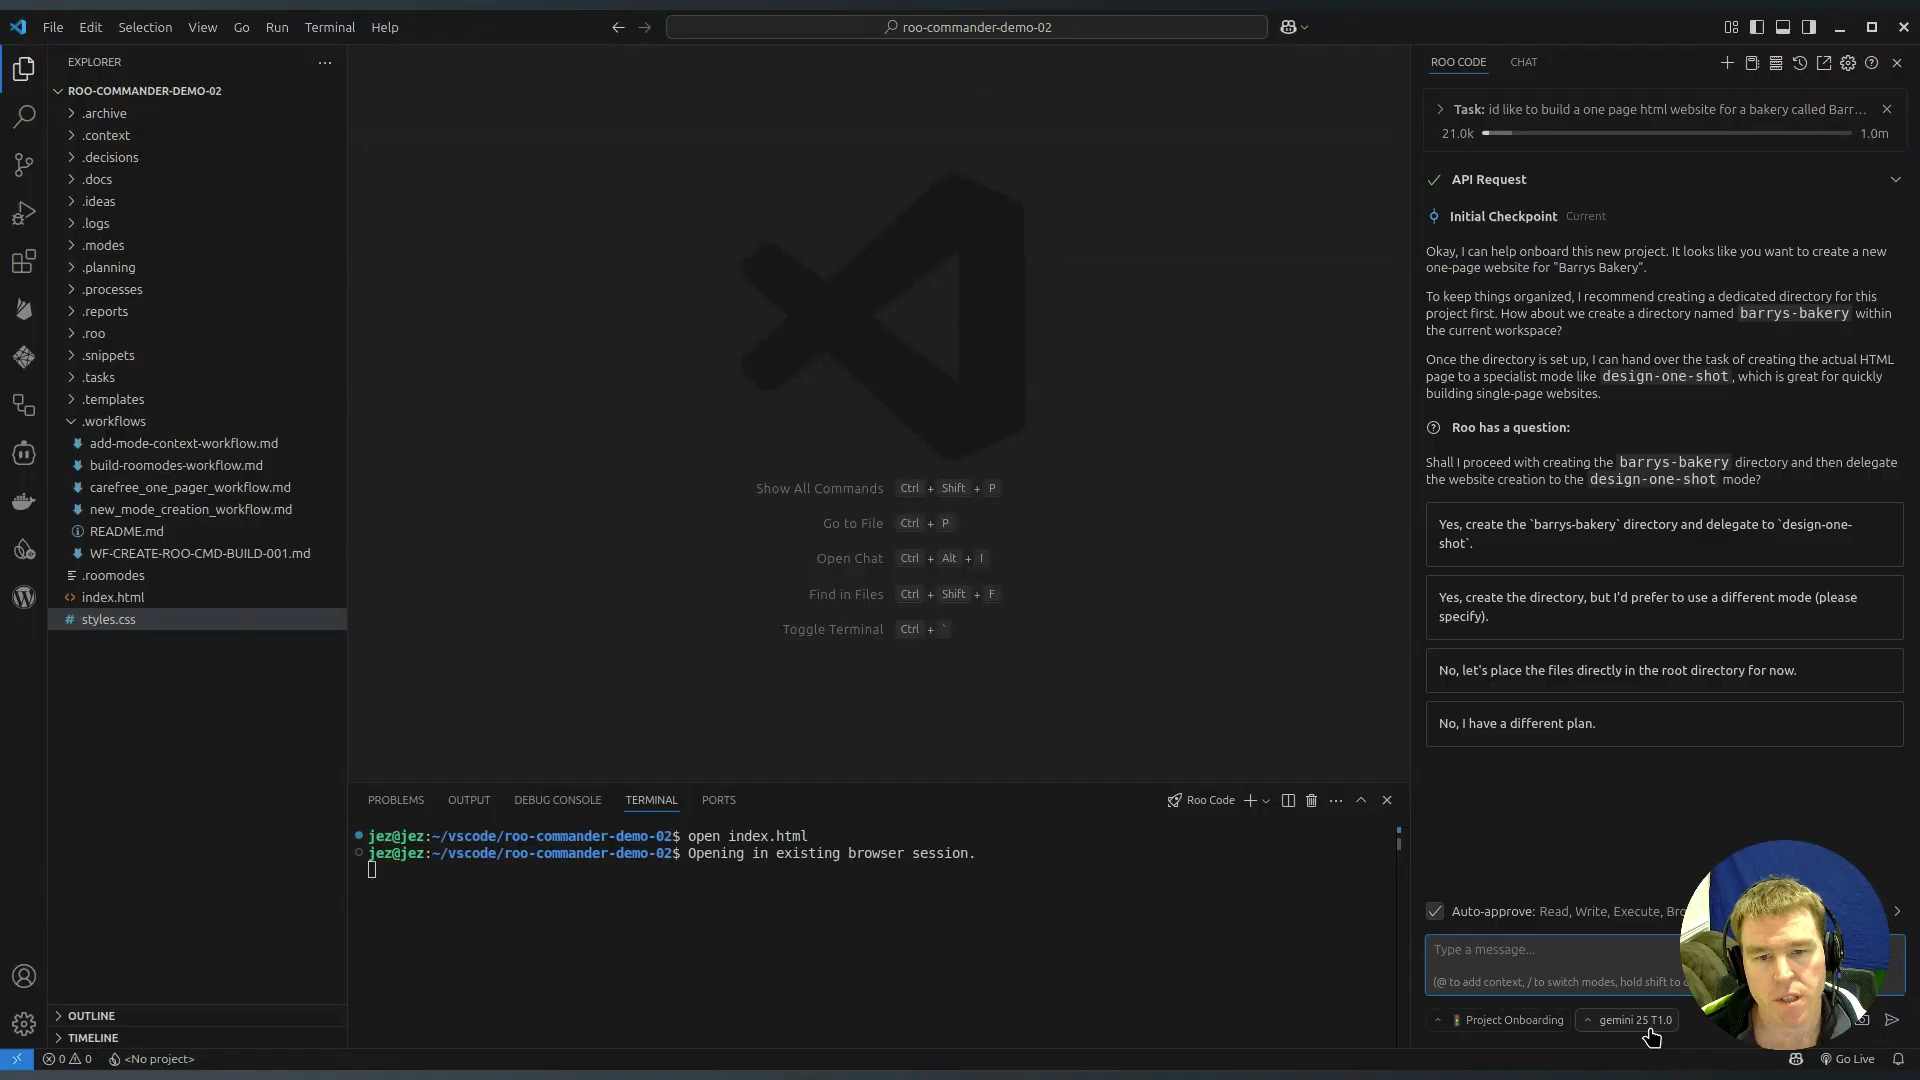 File Edit Selection View Go Run Terminal Help
roo-commander-demo-02
EXPLORER
ROO-COMMANDER-DEMO-02
.archive
.context
.decisions
.docs
.ideas
.logs
.modes
.planning
.processes
.reports
.roo
.snippets
.tasks
.templates
.workflows
add-mode-context-workflow.md
build-roomodes-workflow.md
carefree_one_pager_workflow.md
new_mode_creation_workflow.md
README.md
WF-CREATE-ROO-CMD-BUILD-001.md
.roomodes
index.html
styles.css
OUTLINE
TIMELINE
Show All Commands Ctrl + Shift + P
Go to File Ctrl + P
Open Chat Ctrl + Alt + I
Find in Files Ctrl + Shift + F
Toggle Terminal Ctrl + `
PROBLEMS OUTPUT DEBUG CONSOLE TERMINAL PORTS
Roo Code
jez@jez:~/vscode/roo-commander-demo-02$ open index.html
jez@jez:~/vscode/roo-commander-demo-02$ Opening in existing browser session.
ROO CODE CHAT
Task: id like to build a one page html website for a bakery called Barr...
21.0k 1.0m
API Request
Initial Checkpoint Current
Okay, I can help onboard this new project. It looks like you want to create a new
one-page website for "Barrys Bakery".
To keep things organized, I recommend creating a dedicated directory for this
project first. How about we create a directory named barrys-bakery within
the current workspace?
Once the directory is set up, I can hand over the task of creating the actual HTML
page to a specialist mode like design-one-shot, which is great for quickly
building single-page websites.
Roo has a question:
Shall I proceed with creating the barrys-bakery directory and then delegate
the website creation to the design-one-shot mode?
Yes, create the `barrys-bakery` directory and delegate to `design-one-
shot`.
Yes, create the directory, but I'd prefer to use a different mode (please
specify).
No, let's place the files directly in the root directory for now.
No, I have a different plan.
Auto-approve: Read, Write, Execute,
Type a message...
(@ to add context, / to switch modes, hold shift to
Project Onboarding gemini 25 T1.0
0 0 <No project>
Go Live